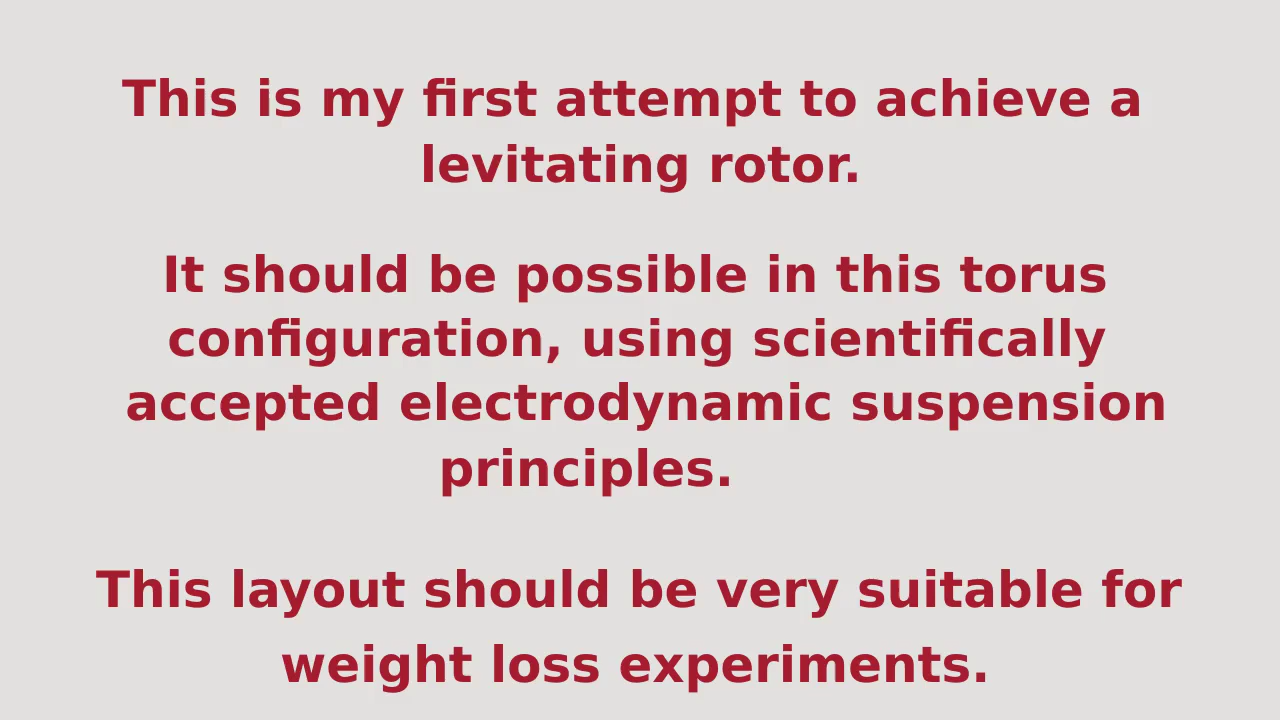 This is my first attempt to achieve a
levitating rotor.
It should be possible in this torus
configuration, using scientifically
accepted electrodynamic suspension
principles.
This layout should be very suitable for
weight loss experiments.